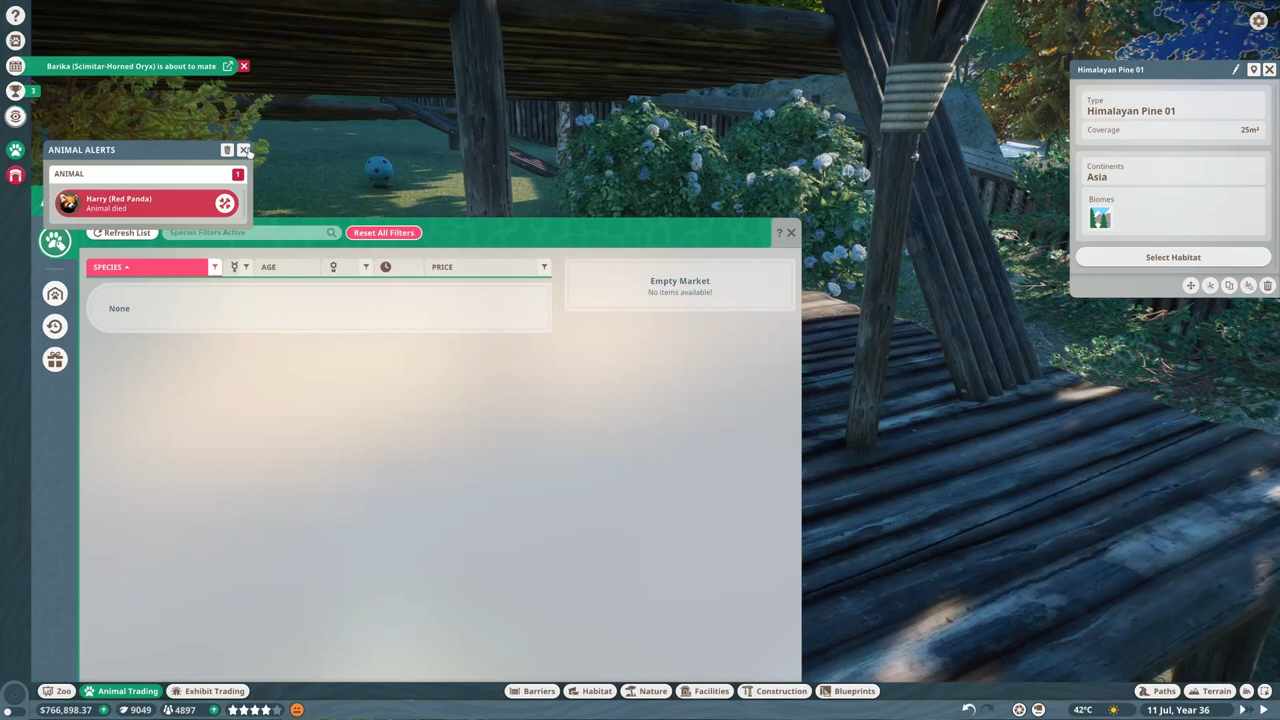 Barika (Scimitar-Horned Oryx) is about to mate
3
ANIMAL ALERTS
ANIMAL 1
Harry (Red Panda)
Animal died
Refresh List
Species Filters Active
Reset All Filters
?
SPECIES
AGE
PRICE
None
Empty Market
No items available!
Himalayan Pine 01
Type
Himalayan Pine 01
Coverage 25m²
Continents
Asia
Biomes
Select Habitat
Zoo
Animal Trading
Exhibit Trading
Barriers
Habitat
Nature
Facilities
Construction
Blueprints
Paths
Terrain
$766,898.37
9049
4897
42°C
11 Jul, Year 36